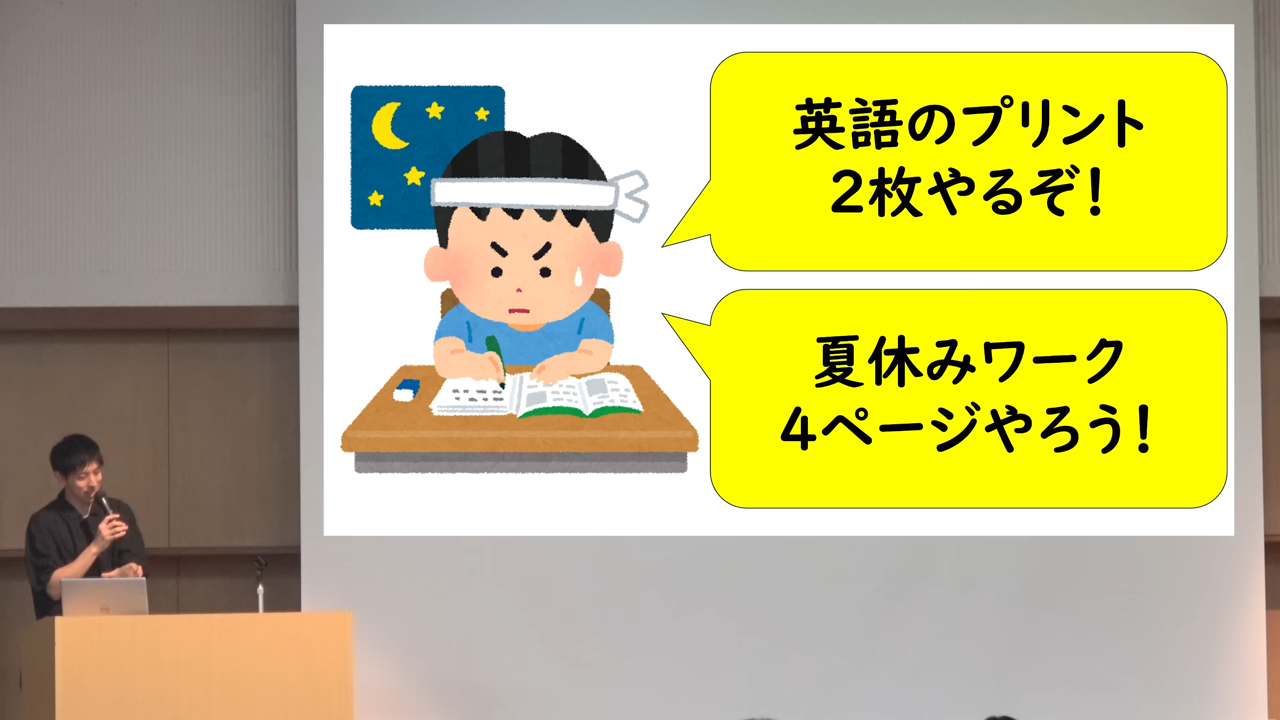 英語のプリント
2枚やるぞ！
夏休みワーク
4ページやろう！